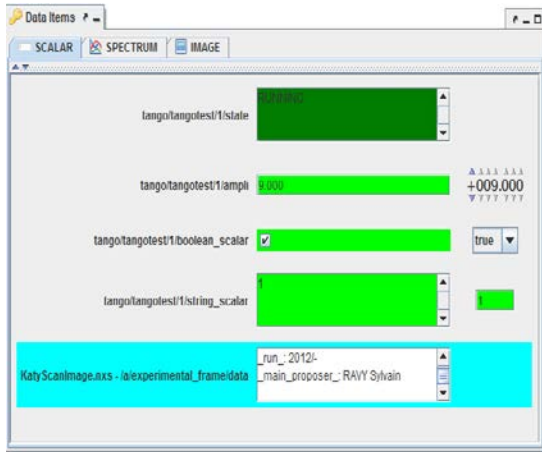 Data Items
SCALAR SPECTRUM IMAGE
tango/tangotest/1/state RUNNING
tango/tangotest/1/ampli 9.000 +009.000
tango/tangotest/1/boolean_scalar true
tango/tangotest/1/string_scalar 1 1
KatyScanImage.nxs - /a/experimental_frame/data _run_: 2012/-
_main_proposer_: RAVY Sylvain